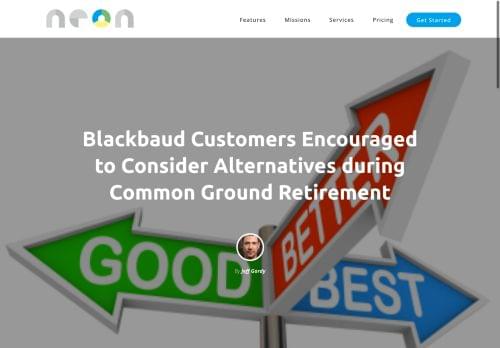 neon
Features
Missions
Services
Pricing
Get Started
Blackbaud Customers Encouraged
to Consider Alternatives during
Common Ground Retirement
By Jeff Gordy
GOOD
BETTER
BEST